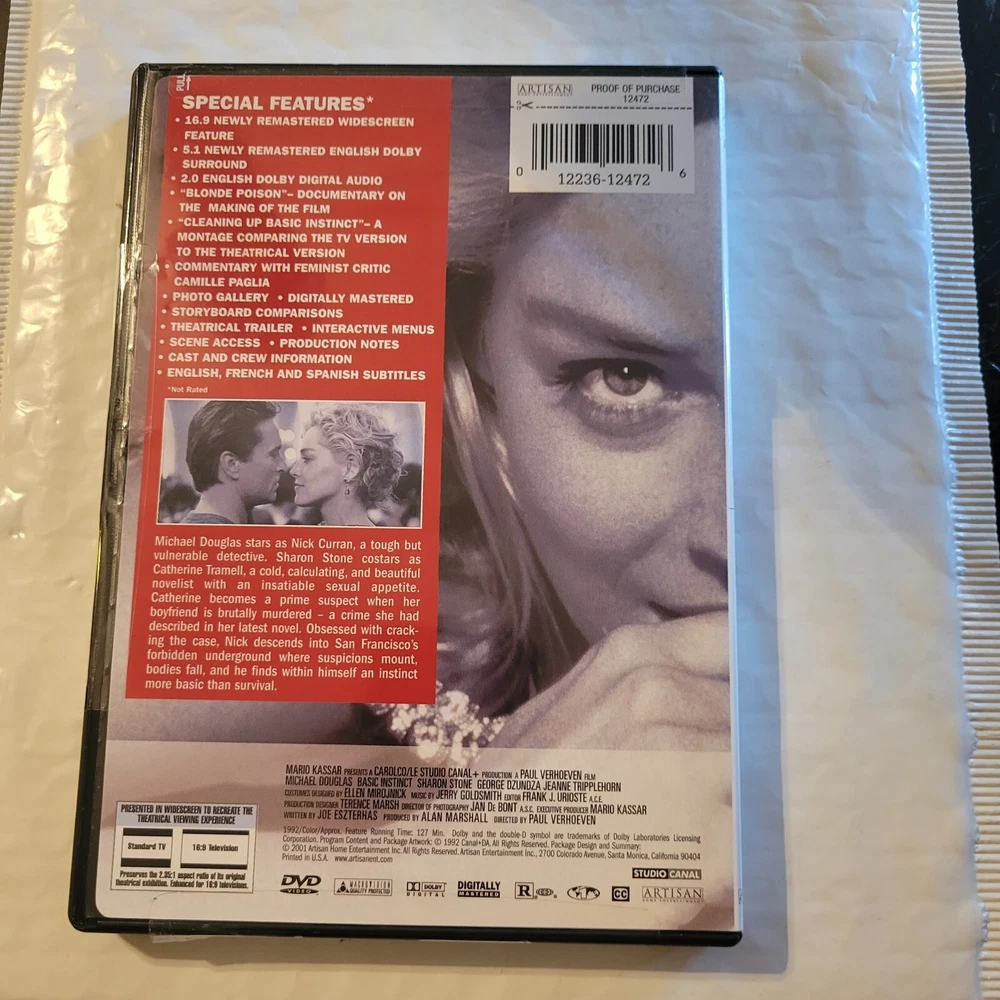 PULL
SPECIAL FEATURES*
• 16:9 NEWLY REMASTERED WIDESCREEN
FEATURE
• 5.1 NEWLY REMASTERED ENGLISH DOLBY
SURROUND
• 2.0 ENGLISH DOLBY DIGITAL AUDIO
• "BLONDE POISON"– DOCUMENTARY ON
THE MAKING OF THE FILM
• "CLEANING UP BASIC INSTINCT"– A
MONTAGE COMPARING THE TV VERSION
TO THE THEATRICAL VERSION
• COMMENTARY WITH FEMINIST CRITIC
CAMILLE PAGLIA
• PHOTO GALLERY • DIGITALLY MASTERED
• STORYBOARD COMPARISONS
• THEATRICAL TRAILER • INTERACTIVE MENUS
• SCENE ACCESS • PRODUCTION NOTES
• CAST AND CREW INFORMATION
• ENGLISH, FRENCH AND SPANISH SUBTITLES
*Not Rated
ARTISAN
PROOF OF PURCHASE
12472
0 12236-12472 6
Michael Douglas stars as Nick Curran, a tough but
vulnerable detective. Sharon Stone costars as
Catherine Tramell, a cold, calculating, and beautiful
novelist with an insatiable sexual appetite.
Catherine becomes a prime suspect when her
boyfriend is brutally murdered – a crime she had
described in her latest novel. Obsessed with crack-
ing the case, Nick descends into San Francisco's
forbidden underground where suspicions mount,
bodies fall, and he finds within himself an instinct
more basic than survival.
MARIO KASSAR PRESENTS A CAROLCO/LE STUDIO CANAL+ PRODUCTION A PAUL VERHOEVEN FILM
MICHAEL DOUGLAS BASIC INSTINCT SHARON STONE GEORGE DZUNDZA JEANNE TRIPPLEHORN
COSTUMES DESIGNED BY ELLEN MIROJNICK MUSIC BY JERRY GOLDSMITH EDITOR FRANK J. URIOSTE A.C.E.
PRODUCTION DESIGNER TERENCE MARSH DIRECTOR OF PHOTOGRAPHY JAN DE BONT A.S.C. EXECUTIVE PRODUCER MARIO KASSAR
WRITTEN BY JOE ESZTERHAS PRODUCED BY ALAN MARSHALL DIRECTED BY PAUL VERHOEVEN
1992/Color/Approx. Feature Running Time: 127 Min. Dolby and the double-D symbol are trademarks of Dolby Laboratories Licensing
Corporation. Program Content and Package Artwork: © 1992 Canal+DA. All Rights Reserved. Package Design and Summary:
© 2001 Artisan Home Entertainment Inc. All Rights Reserved. Artisan Entertainment Inc., 2700 Colorado Avenue, Santa Monica, California 90404
Printed in U.S.A. www.artisanent.com
STUDIO CANAL
PRESENTED IN WIDESCREEN TO RECREATE THE
THEATRICAL VIEWING EXPERIENCE
Standard TV
16:9 Television
Preserves the 2.35:1 aspect ratio of its original
theatrical exhibition. Enhanced for 16:9 televisions.
DVD
VIDEO
MACROVISION
QUALITY PROTECTED
DOLBY
DIGITAL
DIGITALLY
MASTERED
R
CC
ARTISAN
HOME ENTERTAINMENT